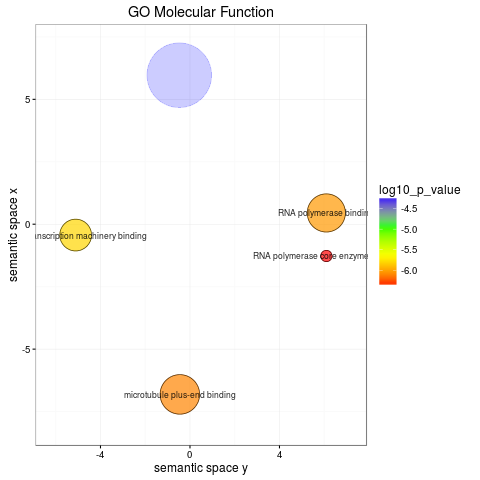 GO Molecular Function
5
RNA polymerase bindin
0
nscription machinery binding
RNA polymerase core enzyme
-5
microtubule plus-end binding
-4
0
4
semantic space y
semantic space x
log10_p_value
-4.5
-5.0
-5.5
-6.0